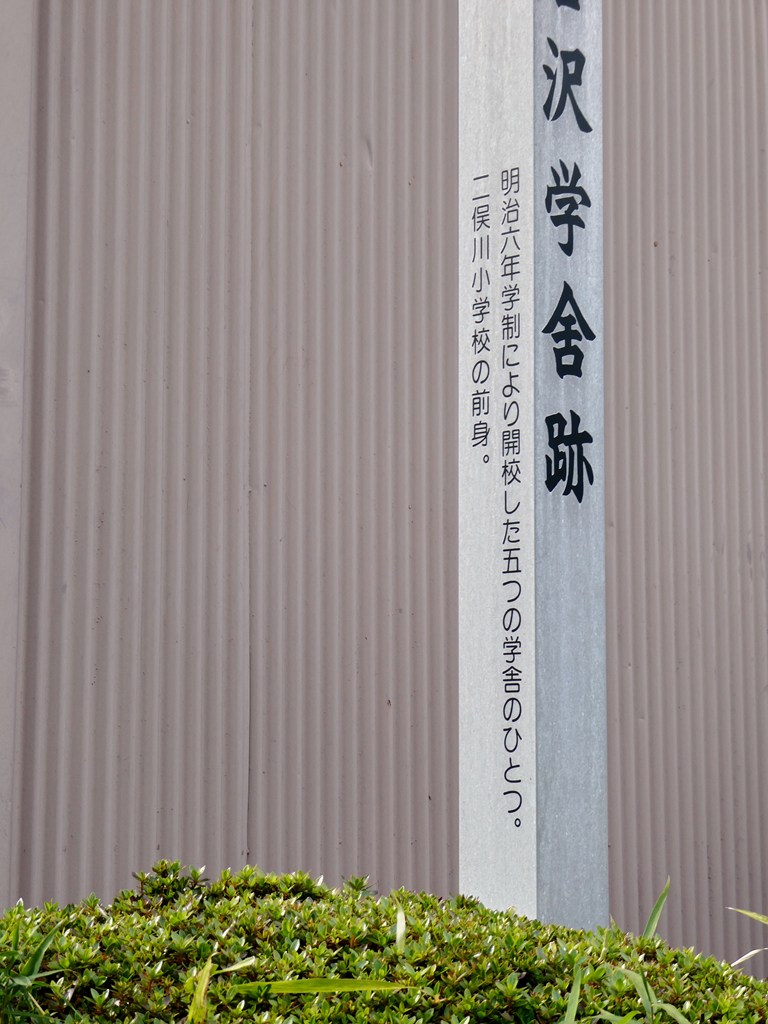 沢学舎跡
明治六年学制により開校した五つの学舎のひとつ。
二俣川小学校の前身。